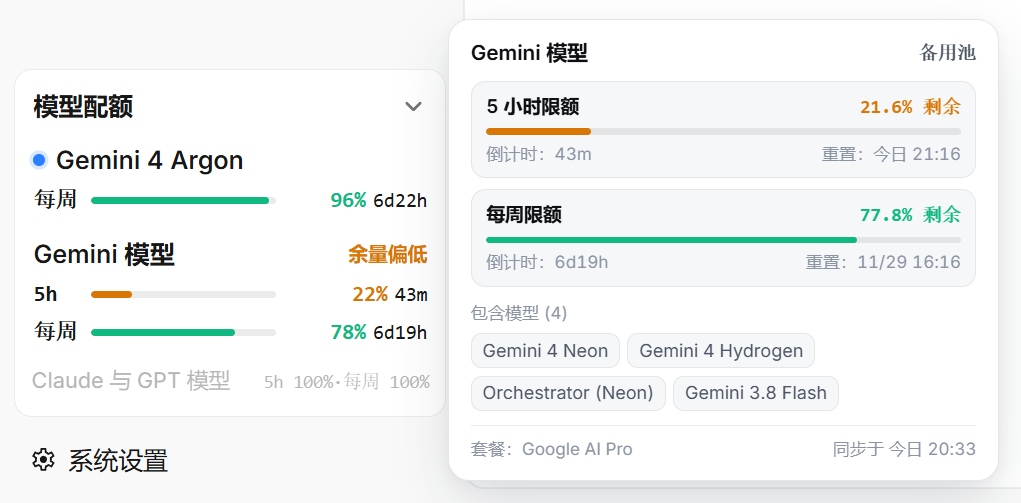 模型配额
Gemini 4 Argon
每周 96% 6d22h
Gemini 模型 余量偏低
5h 22% 43m
每周 78% 6d19h
Claude 与 GPT 模型 5h 100%·每周 100%
系统设置
Gemini 模型 备用池
5 小时限额 21.6% 剩余
倒计时：43m 重置：今日 21:16
每周限额 77.8% 剩余
倒计时：6d19h 重置：11/29 16:16
包含模型 (4)
Gemini 4 Neon Gemini 4 Hydrogen
Orchestrator (Neon) Gemini 3.8 Flash
套餐：Google AI Pro 同步于 今日 20:33